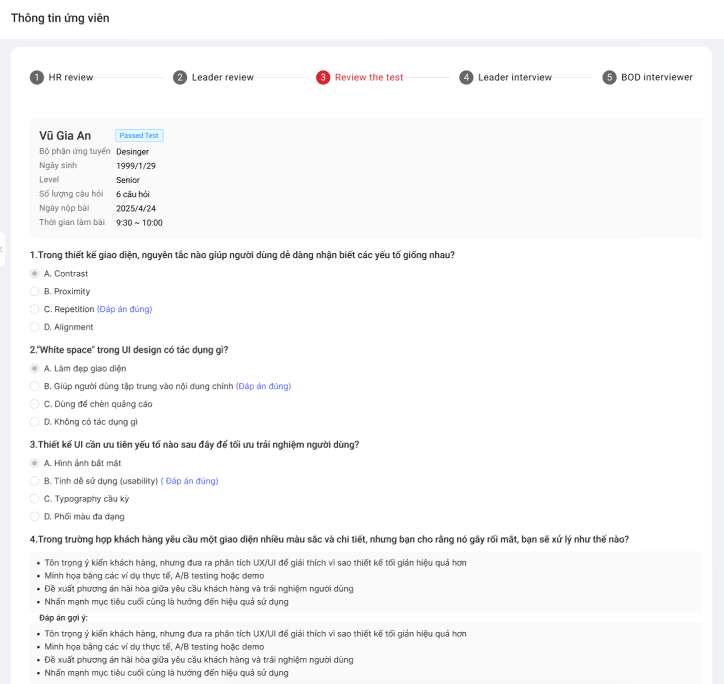 Thông tin ứng viên
1 HR review 2 Leader review 3 Review the test 4 Leader interview 5 BOD interviewer
Vũ Gia An Passed Test
Bộ phận ứng tuyển Desinger
Ngày sinh 1999/1/29
Level Senior
Số lượng câu hỏi 6 câu hỏi
Ngày nộp bài 2025/4/24
Thời gian làm bài 9:30 ~ 10:00
1.Trong thiết kế giao diện, nguyên tắc nào giúp người dùng dễ dàng nhận biết các yếu tố giống nhau?
A. Contrast
B. Proximity
C. Repetition (Đáp án đúng)
D. Alignment
2."White space" trong UI design có tác dụng gì?
A. Làm đẹp giao diện
B. Giúp người dùng tập trung vào nội dung chính (Đáp án đúng)
C. Dùng để chèn quảng cáo
D. Không có tác dụng gì
3.Thiết kế UI cần ưu tiên yếu tố nào sau đây để tối ưu trải nghiệm người dùng?
A. Hình ảnh bắt mắt
B. Tính dễ sử dụng (usability) ( Đáp án đúng)
C. Typography cầu kỳ
D. Phối màu đa dạng
4.Trong trường hợp khách hàng yêu cầu một giao diện nhiều màu sắc và chi tiết, nhưng bạn cho rằng nó gây rối mắt, bạn sẽ xử lý như thế nào?
• Tôn trọng ý kiến khách hàng, nhưng đưa ra phân tích UX/UI để giải thích vì sao thiết kế tối giản hiệu quả hơn
• Minh họa bằng các ví dụ thực tế, A/B testing hoặc demo
• Đề xuất phương án hài hòa giữa yêu cầu khách hàng và trải nghiệm người dùng
• Nhấn mạnh mục tiêu cuối cùng là hướng đến hiệu quả sử dụng
Đáp án gợi ý:
• Tôn trọng ý kiến khách hàng, nhưng đưa ra phân tích UX/UI để giải thích vì sao thiết kế tối giản hiệu quả hơn
• Minh họa bằng các ví dụ thực tế, A/B testing hoặc demo
• Đề xuất phương án hài hòa giữa yêu cầu khách hàng và trải nghiệm người dùng
• Nhấn mạnh mục tiêu cuối cùng là hướng đến hiệu quả sử dụng